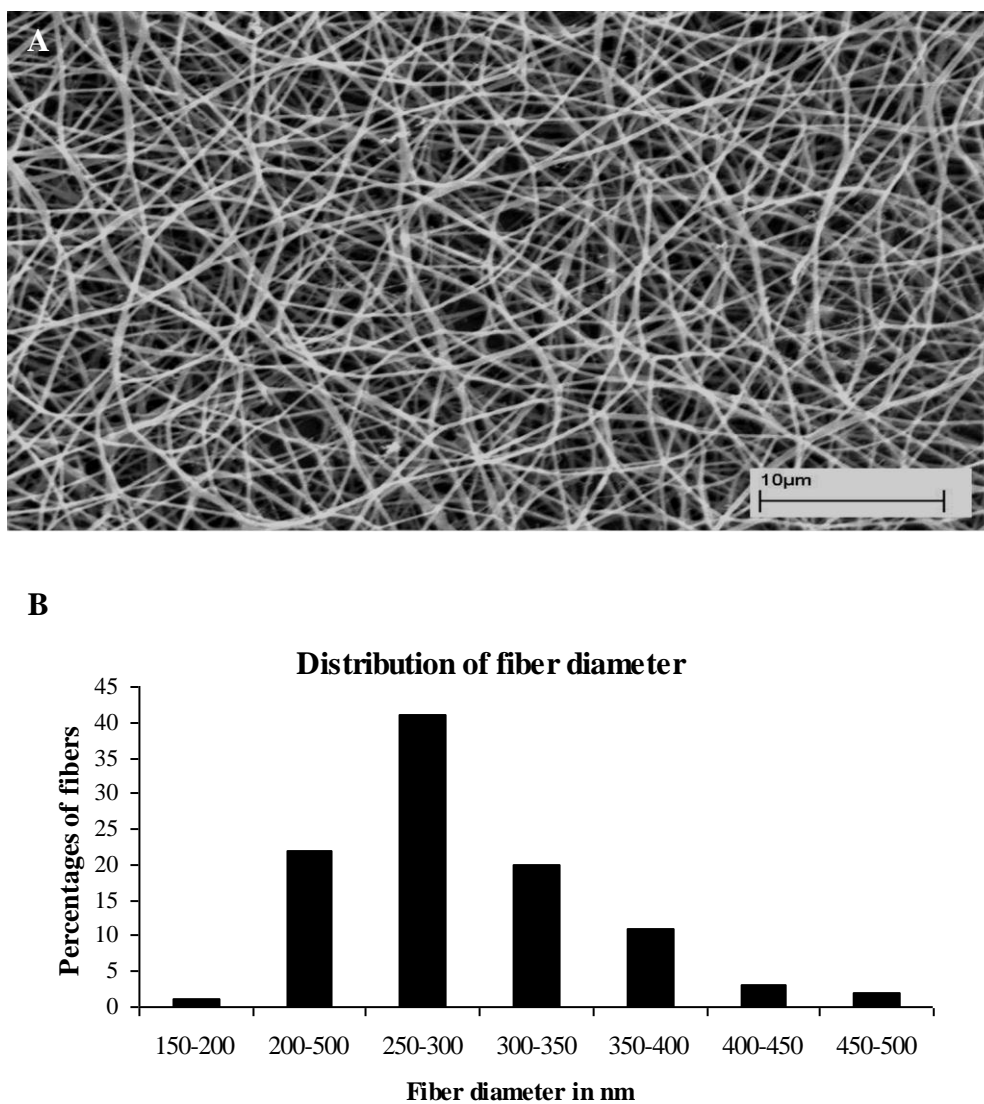 A
10µm
B
Distribution of fiber diameter
Percentages of fibers
45
40
35
30
25
20
15
10
5
0
150-200 200-500 250-300 300-350 350-400 400-450 450-500
Fiber diameter in nm